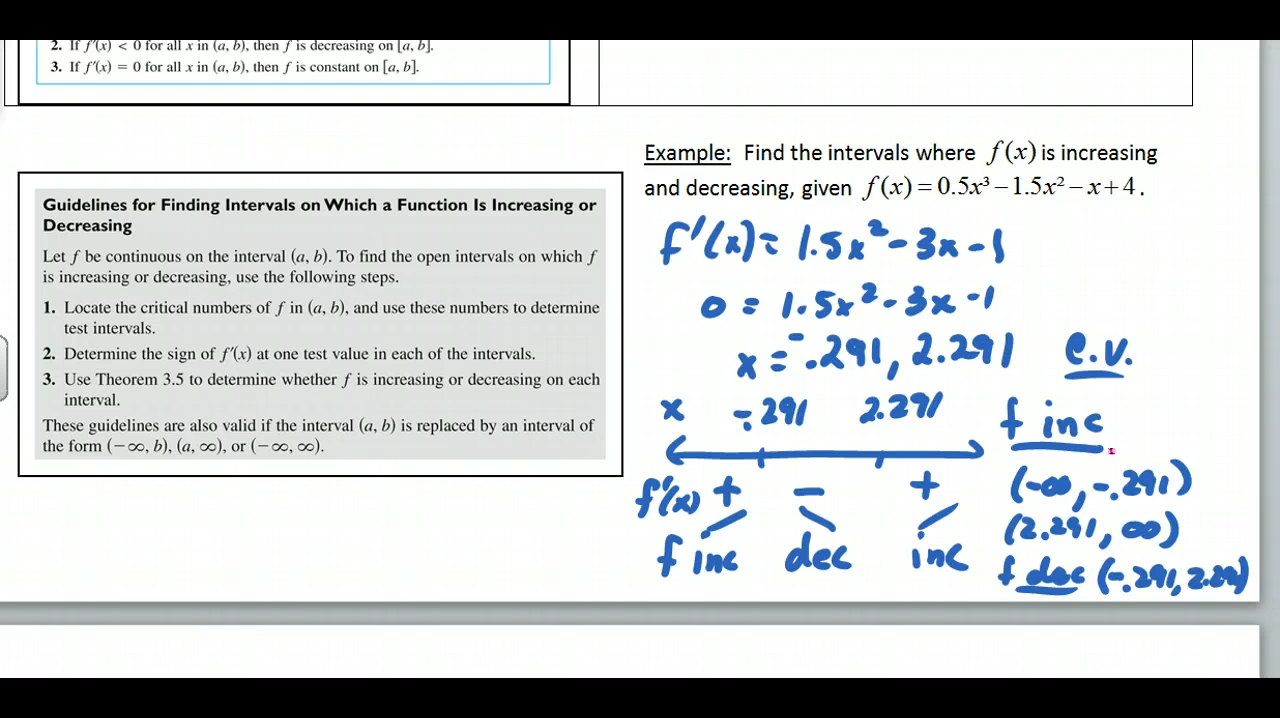 2. If f′(x) < 0 for all x in (a, b), then f is decreasing on [a, b].
3. If f′(x) = 0 for all x in (a, b), then f is constant on [a, b].
Guidelines for Finding Intervals on Which a Function Is Increasing or
Decreasing
Let f be continuous on the interval (a, b). To find the open intervals on which f
is increasing or decreasing, use the following steps.
1. Locate the critical numbers of f in (a, b), and use these numbers to determine
test intervals.
2. Determine the sign of f′(x) at one test value in each of the intervals.
3. Use Theorem 3.5 to determine whether f is increasing or decreasing on each
interval.
These guidelines are also valid if the interval (a, b) is replaced by an interval of
the form (−∞, b), (a, ∞), or (−∞, ∞).
Example: Find the intervals where f(x) is increasing
and decreasing, given f(x) = 0.5x³ − 1.5x² − x + 4.
f'(x) = 1.5x² - 3x - 1
0 = 1.5x² - 3x - 1
x = -.291, 2.291 c.v.
x -.291 2.291
f'(x) + - +
f inc dec inc
f inc
(-∞, -.291)
(2.291, ∞)
f dec (-.291, 2.291)